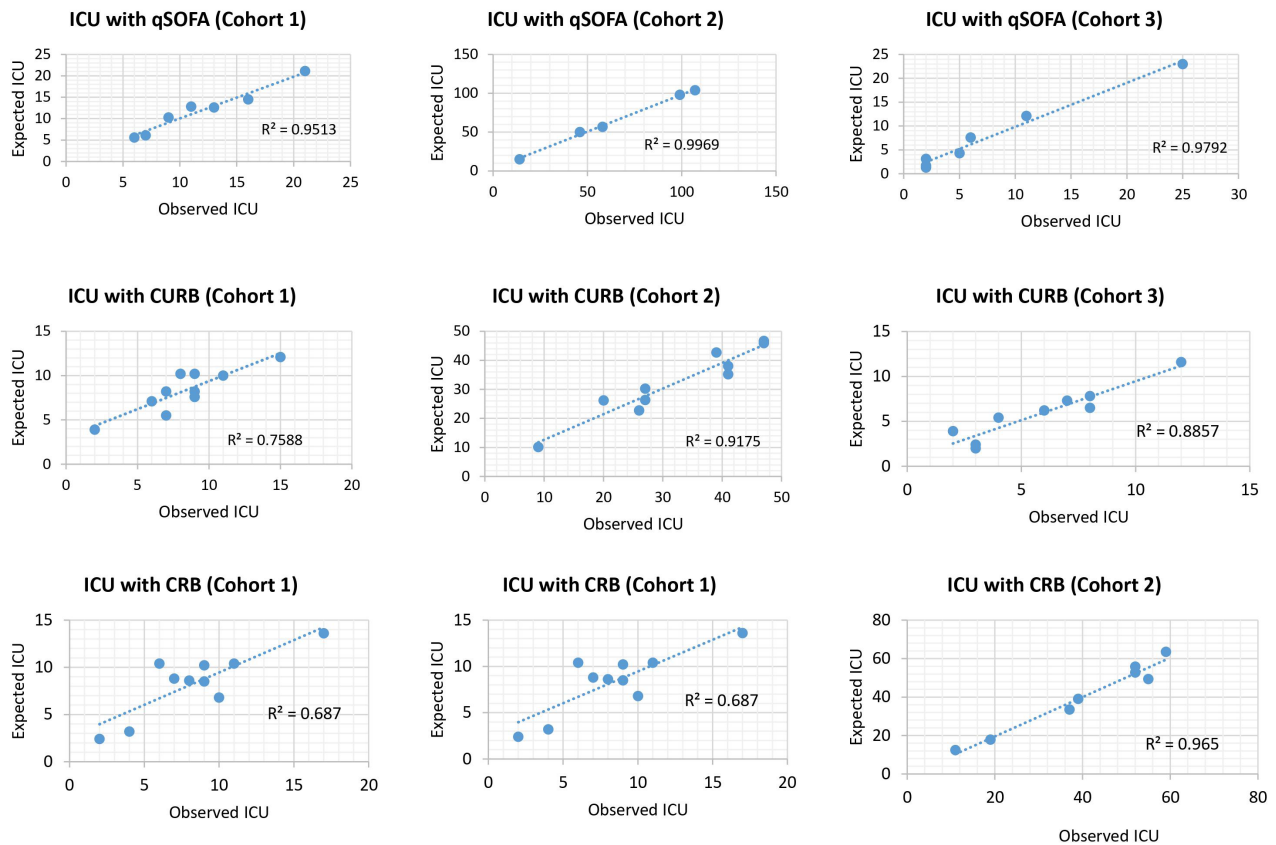 ICU with qSOFA (Cohort 1)
Expected ICU
25
20
15
10
5
0
R² = 0.9513
0 5 10 15 20 25
Observed ICU
ICU with qSOFA (Cohort 2)
Expected ICU
150
100
50
0
R² = 0.9969
0 50 100 150
Observed ICU
ICU with qSOFA (Cohort 3)
Expected ICU
25
20
15
10
5
0
R² = 0.9792
0 5 10 15 20 25 30
Observed ICU
ICU with CURB (Cohort 1)
Expected ICU
15
10
5
0
R² = 0.7588
0 5 10 15 20
Observed ICU
ICU with CURB (Cohort 2)
Expected ICU
50
40
30
20
10
0
R² = 0.9175
0 10 20 30 40 50
Observed ICU
ICU with CURB (Cohort 3)
Expected ICU
15
10
5
0
R² = 0.8857
0 5 10 15
Observed ICU
ICU with CRB (Cohort 1)
Expected ICU
15
10
5
0
R² = 0.687
0 5 10 15 20
Observed ICU
ICU with CRB (Cohort 1)
Expected ICU
15
10
5
0
R² = 0.687
0 5 10 15 20
Observed ICU
ICU with CRB (Cohort 2)
Expected ICU
80
60
40
20
0
R² = 0.965
0 20 40 60 80
Observed ICU